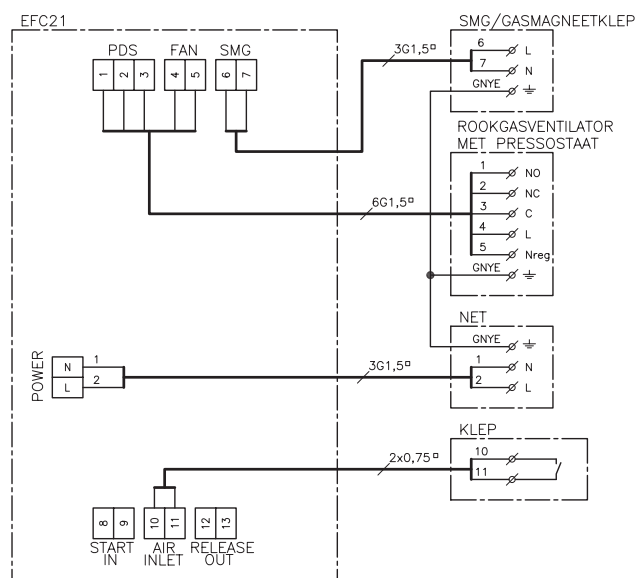 EFC21
SMG/GASMAGNEETKLEP
PDS FAN SMG
1 2 3 4 5 6 7
3G1,5¤
6 L
7 N
GNYE
ROOKGASVENTILATOR
MET PRESSOSTAAT
1 NO
2 NC
3 C
4 L
5 Nreg
GNYE
6G1,5¤
NET
GNYE
1 N
2 L
POWER
N 1
L 2
3G1,5¤
KLEP
10
11
2x0,75¤
8 9 10 11 12 13
START AIR RELEASE
IN INLET OUT